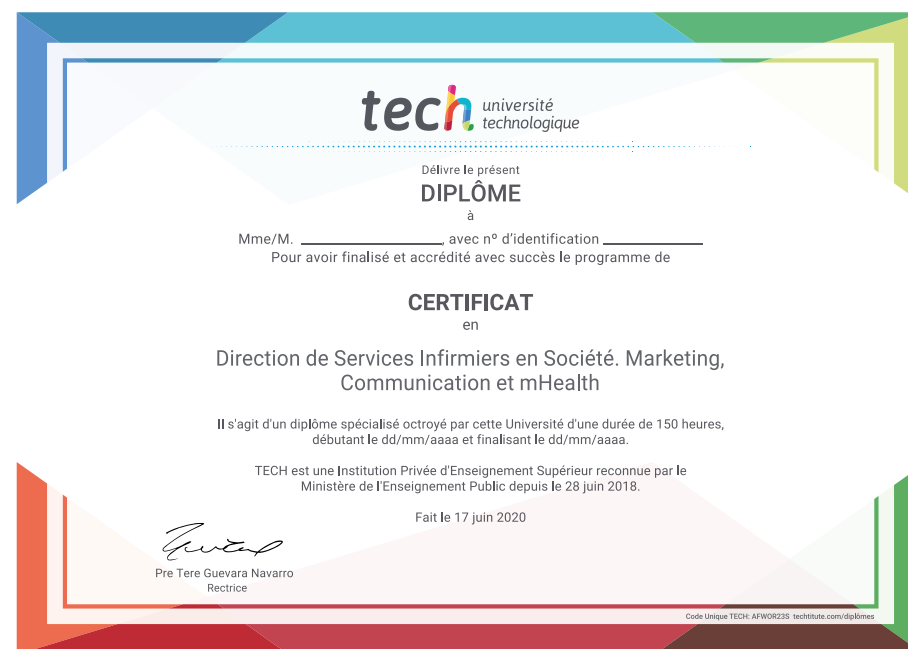 tech université
technologique
Délivre le présent
DIPLÔME
à
Mme/M. ____________________, avec nº d'identification ______________
Pour avoir finalisé et accrédité avec succès le programme de
CERTIFICAT
en
Direction de Services Infirmiers en Société. Marketing,
Communication et mHealth
Il s'agit d'un diplôme spécialisé octroyé par cette Université d'une durée de 150 heures,
débutant le dd/mm/aaaa et finalisant le dd/mm/aaaa.
TECH est une Institution Privée d'Enseignement Supérieur reconnue par le
Ministère de l'Enseignement Public depuis le 28 juin 2018.
Fait le 17 juin 2020
Pre Tere Guevara Navarro
Rectrice
Code Unique TECH: AFWOR23S techtitute.com/diplômes